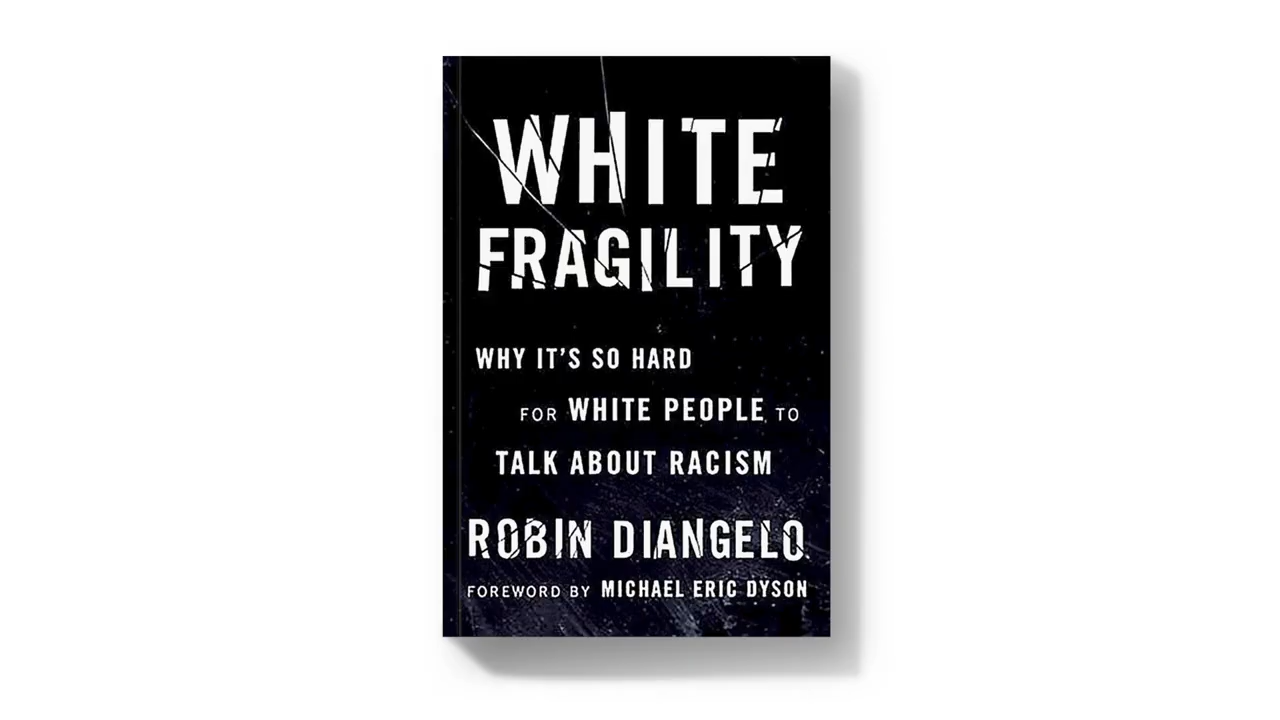 WHITE
FRAGILITY
WHY IT'S SO HARD
FOR WHITE PEOPLE TO
TALK ABOUT RACISM
ROBIN DIANGELO
FOREWORD BY MICHAEL ERIC DYSON